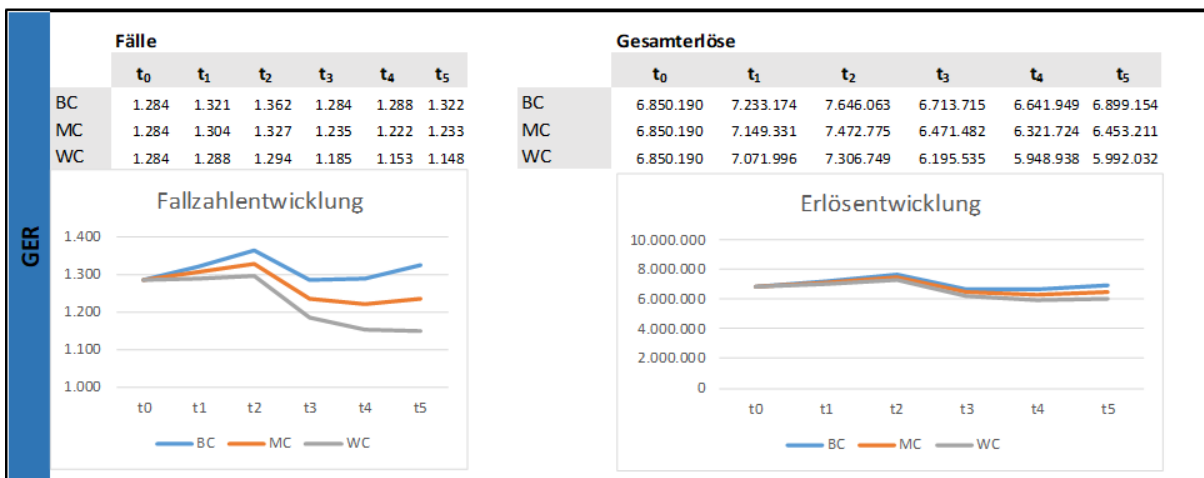 GER
Fälle
t₀ t₁ t₂ t₃ t₄ t₅
BC 1.284 1.321 1.362 1.284 1.288 1.322
MC 1.284 1.304 1.327 1.235 1.222 1.233
WC 1.284 1.288 1.294 1.185 1.153 1.148
Fallzahlentwicklung
1.400
1.300
1.200
1.100
1.000
t0 t1 t2 t3 t4 t5
BC MC WC
Gesamterlöse
t₀ t₁ t₂ t₃ t₄ t₅
BC 6.850.190 7.233.174 7.646.063 6.713.715 6.641.949 6.899.154
MC 6.850.190 7.149.331 7.472.775 6.471.482 6.321.724 6.453.211
WC 6.850.190 7.071.996 7.306.749 6.195.535 5.948.938 5.992.032
Erlösentwicklung
10.000.000
8.000.000
6.000.000
4.000.000
2.000.000
0
t0 t1 t2 t3 t4 t5
BC MC WC